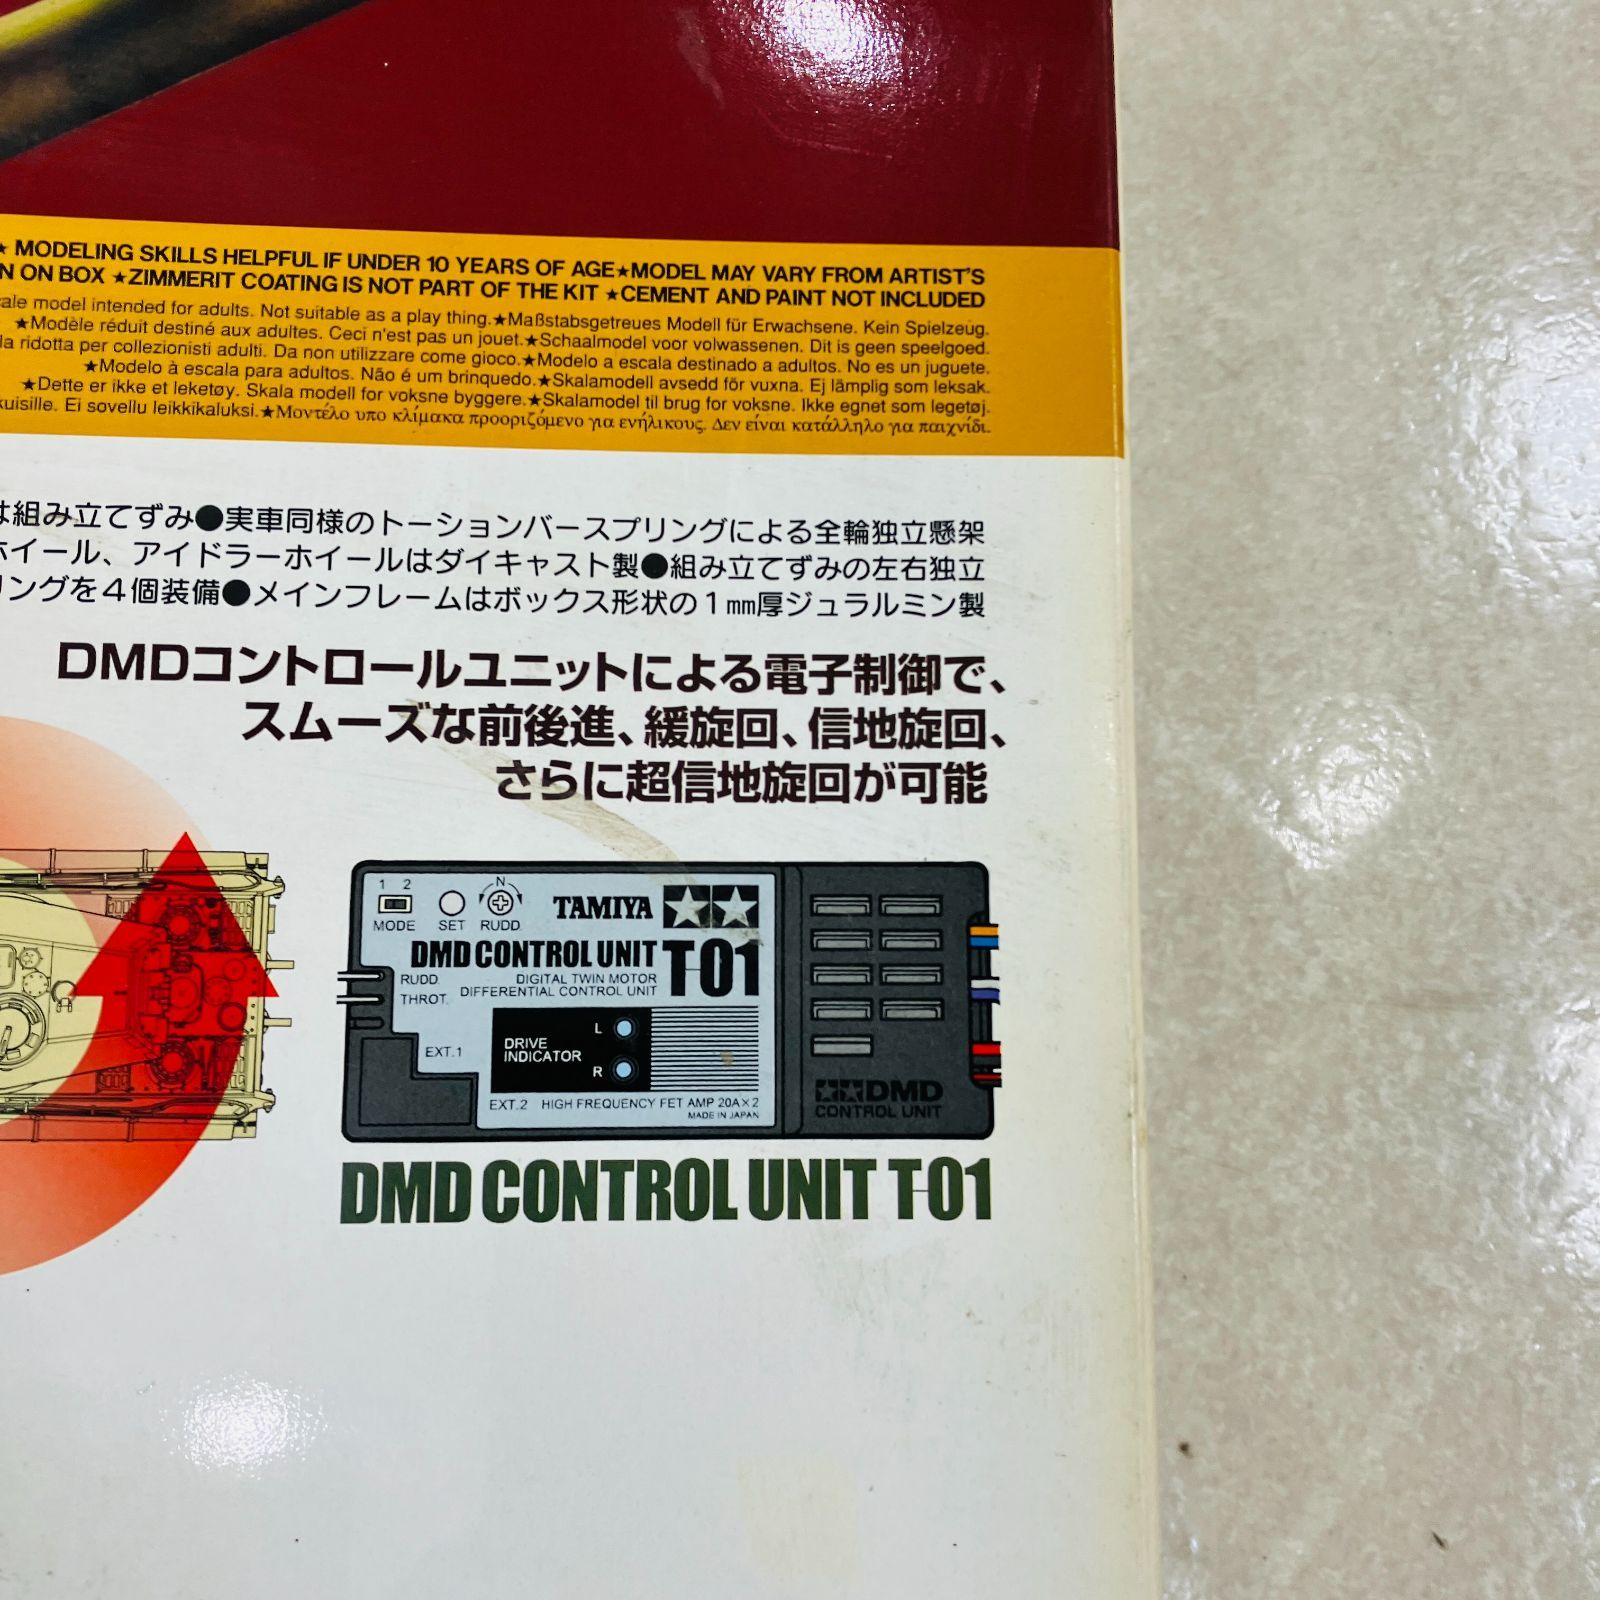 ★ MODELING SKILLS HELPFUL IF UNDER 10 YEARS OF AGE★MODEL MAY VARY FROM ARTIST'S
N ON BOX ★ZIMMERIT COATING IS NOT PART OF THE KIT ★CEMENT AND PAINT NOT INCLUDED
ale model intended for adults. Not suitable as a play thing.★Maßstabsgetreues Modell für Erwachsene. Kein Spielzeug.
★Modèle réduit destiné aux adultes. Ceci n'est pas un jouet.★Schaalmodel voor volwassenen. Dit is geen speelgoed.
la ridotta per collezionisti adulti. Da non utilizzare come gioco.★Modelo a escala destinado a adultos. No es un juguete.
★Modelo à escala para adultos. Não é um brinquedo.★Skalamodell avsedd för vuxna. Ej lämplig som leksak.
★Dette er ikke et leketøy. Skala modell for voksne byggere.★Skalamodel til brug for voksne. Ikke egnet som legetøj.
kuisille. Ei sovellu leikkikaluksi.★Μοντέλο υπο κλίμακα προοριζόμενο για ενήλικους. Δεν είναι κατάλληλο για παιχνίδι.
は組み立てずみ●実車同様のトーションバースプリングによる全輪独立懸架
ホイール、アイドラーホイールはダイキャスト製●組み立てずみの左右独立
リングを4個装備●メインフレームはボックス形状の1㎜厚ジュラルミン製
DMDコントロールユニットによる電子制御で、
スムーズな前後進、緩旋回、信地旋回、
さらに超信地旋回が可能
1 2
N
MODE SET RUDD.
TAMIYA
DMD CONTROL UNIT T-01
RUDD. DIGITAL TWIN MOTOR
THROT. DIFFERENTIAL CONTROL UNIT
L
DRIVE INDICATOR
R
EXT.1
EXT.2 HIGH FREQUENCY FET AMP 20A×2
MADE IN JAPAN
DMD
CONTROL UNIT
DMD CONTROL UNIT T-01